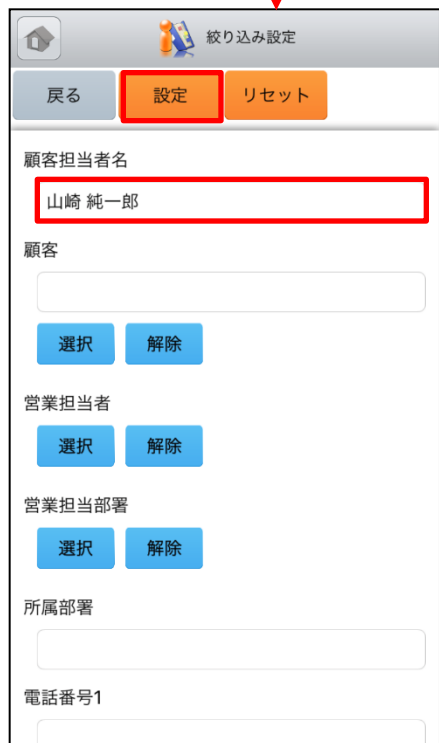 絞り込み設定
戻る 設定 リセット
顧客担当者名
山崎 純一郎
顧客
選択 解除
営業担当者
選択 解除
営業担当部署
選択 解除
所属部署
電話番号1